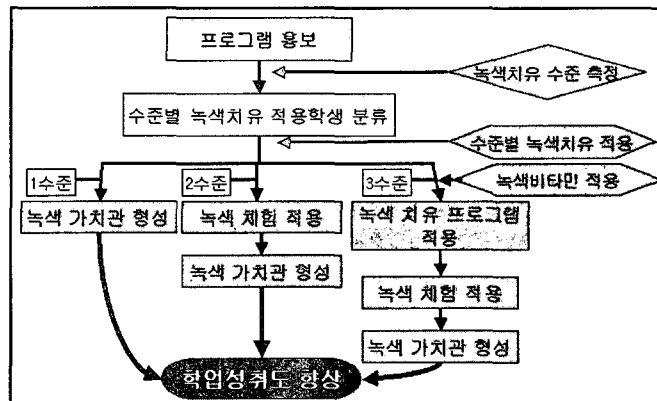 프로그램 용보
녹색치유 수준 측정
수준별 녹색치유 적용학생 분류
수준별 녹색치유 적용
1수준
2수준
3수준
녹색비타민 적용
녹색 가치관 형성
녹색 체험 적용
녹색 치유 프로그램
적용
녹색 가치관 형성
녹색 체험 적용
녹색 가치관 형성
학업성취도 향상